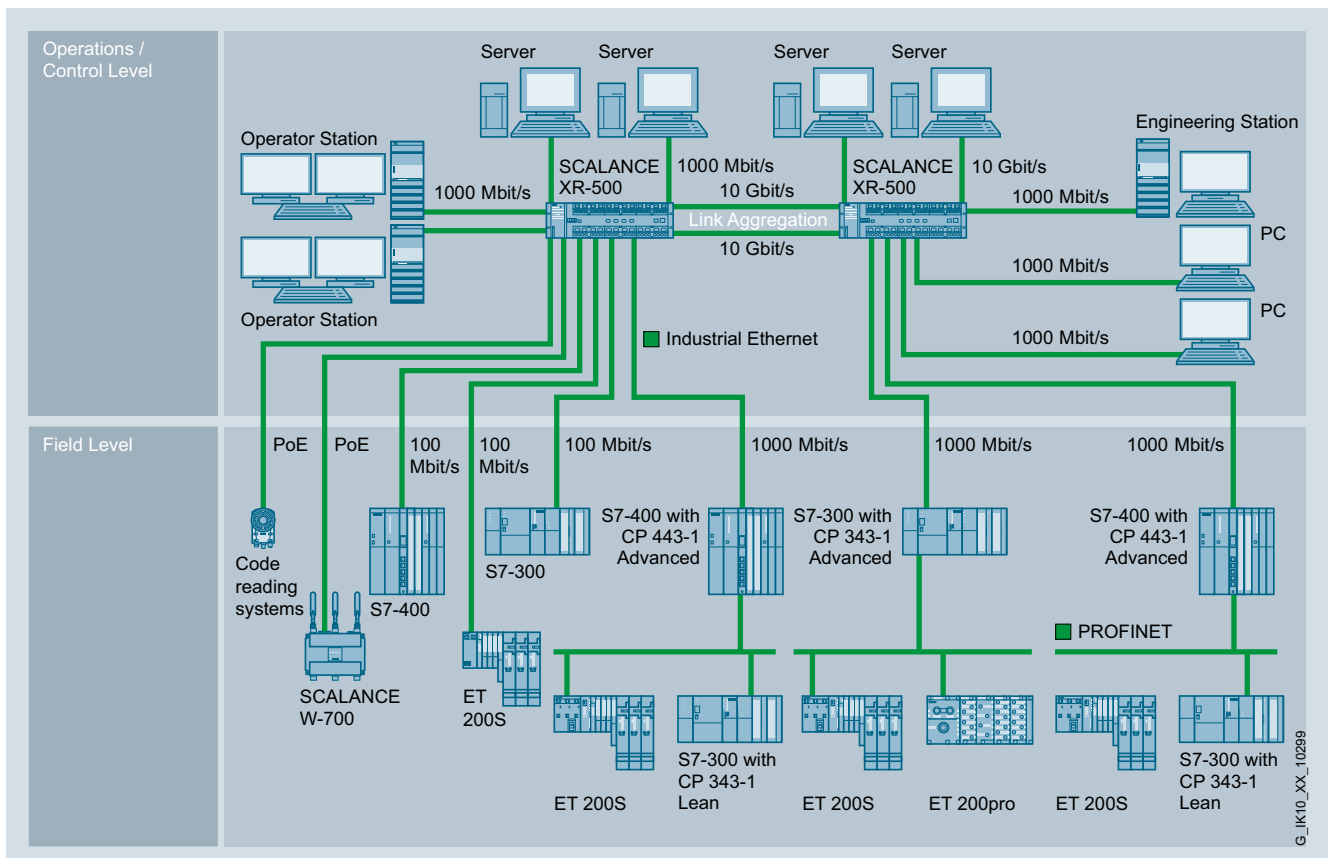 Operations /
Control Level
Server
Server
Server
Server
Engineering Station
Operator Station
SCALANCE
XR-500
1000 Mbit/s
SCALANCE
XR-500
10 Gbit/s
1000 Mbit/s
10 Gbit/s
1000 Mbit/s
Link Aggregation
10 Gbit/s
PC
1000 Mbit/s
Operator Station
PC
Industrial Ethernet
1000 Mbit/s
Field Level
PoE
PoE
100
Mbit/s
100
Mbit/s
100 Mbit/s
1000 Mbit/s
1000 Mbit/s
1000 Mbit/s
S7-400 with
CP 443-1
Advanced
S7-300 with
CP 343-1
Advanced
S7-400 with
CP 443-1
Advanced
Code
reading
systems
S7-400
S7-300
PROFINET
SCALANCE
W-700
ET
200S
ET 200S
S7-300 with
CP 343-1
Lean
ET 200S
ET 200pro
ET 200S
S7-300 with
CP 343-1
Lean
G_IK10_XX_10299